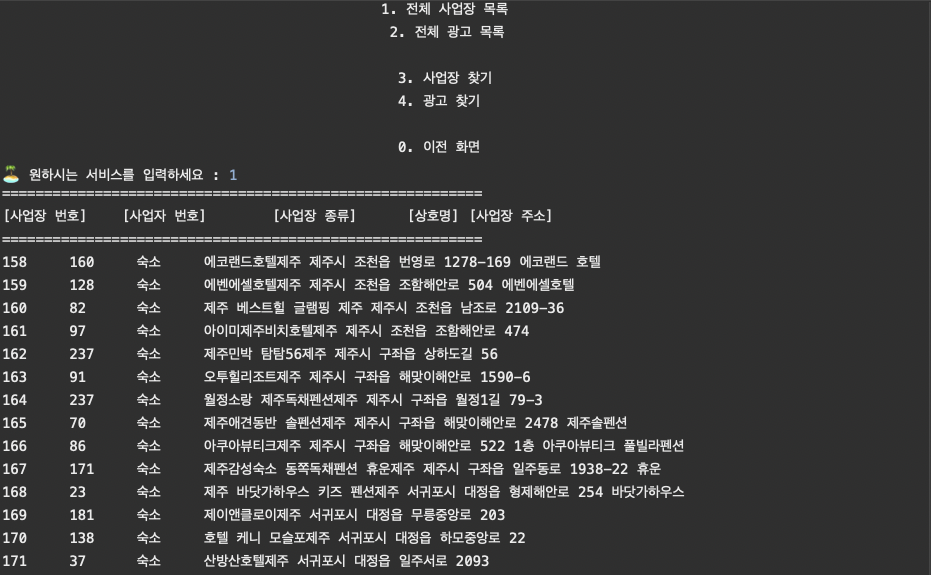 1. 전체 사업장 목록
2. 전체 광고 목록
3. 사업장 찾기
4. 광고 찾기
0. 이전 화면
🏝 원하시는 서비스를 입력하세요 : 1
==========================================================
[사업장 번호] [사업자 번호] [사업장 종류] [상호명] [사업장 주소]
==========================================================
158 160 숙소 에코랜드호텔제주 제주시 조천읍 번영로 1278-169 에코랜드 호텔
159 128 숙소 에벤에셀호텔제주 제주시 조천읍 조함해안로 504 에벤에셀호텔
160 82 숙소 제주 베스트힐 글램핑 제주 제주시 조천읍 남조로 2109-36
161 97 숙소 아이미제주비치호텔제주 제주시 조천읍 조함해안로 474
162 237 숙소 제주민박 탐탐56제주 제주시 구좌읍 상하도길 56
163 91 숙소 오투힐리조트제주 제주시 구좌읍 해맞이해안로 1590-6
164 237 숙소 월정소랑 제주독채펜션제주 제주시 구좌읍 월정1길 79-3
165 70 숙소 제주애견동반 솔펜션제주 제주시 구좌읍 해맞이해안로 2478 제주솔펜션
166 86 숙소 아쿠아뷰티크제주 제주시 구좌읍 해맞이해안로 522 1층 아쿠아뷰티크 풀빌라펜션
167 171 숙소 제주감성숙소 동쪽독채펜션 휴운제주 제주시 구좌읍 일주동로 1938-22 휴운
168 23 숙소 제주 바닷가하우스 키즈 펜션제주 서귀포시 대정읍 형제해안로 254 바닷가하우스
169 181 숙소 제이앤클로이제주 서귀포시 대정읍 무릉중앙로 203
170 138 숙소 호텔 케니 모슬포제주 서귀포시 대정읍 하모중앙로 22
171 37 숙소 산방산호텔제주 서귀포시 대정읍 일주서로 2093